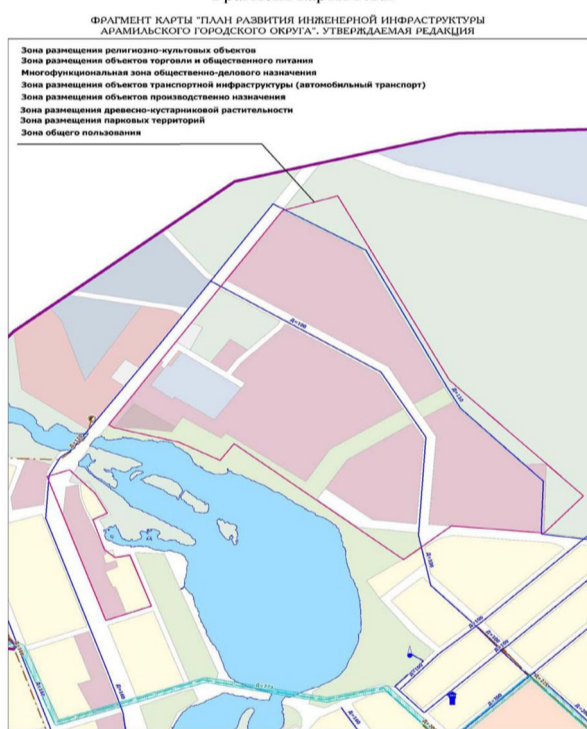 ФРАГМЕНТ КАРТЫ "ПЛАН РАЗВИТИЯ ИНЖЕНЕРНОЙ ИНФРАСТРУКТУРЫ
АРАМИЛЬСКОГО ГОРОДСКОГО ОКРУГА". УТВЕРЖДАЕМАЯ РЕДАКЦИЯ
Зона размещения религиозно-культовых объектов
Зона размещения объектов торговли и общественного питания
Многофункциональная зона общественно-делового назначения
Зона размещения объектов транспортной инфраструктуры (автомобильный транспорт)
Зона размещения объектов производственно назначения
Зона размещения древесно-кустарниковой растительности
Зона размещения парковых территорий
Зона общего пользования
Д=100
Д=110